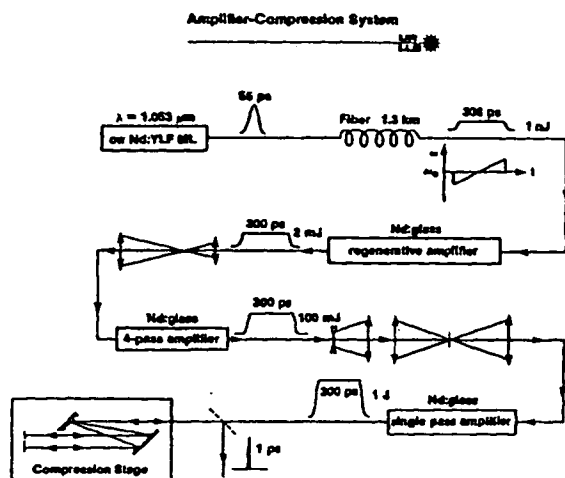 Amplifier-Compression System
LLE
55 ps
λ = 1.053 μm
cw Nd:YLF ML
Fiber 1.3 km
300 ps
1 nJ
ω
ω₀
t
Nd:glass
regenerative amplifier
300 ps
2 mJ
Nd:glass
4-pass amplifier
300 ps
100 mJ
Nd:glass
single pass amplifier
300 ps
1 J
1 ps
Compression Stage